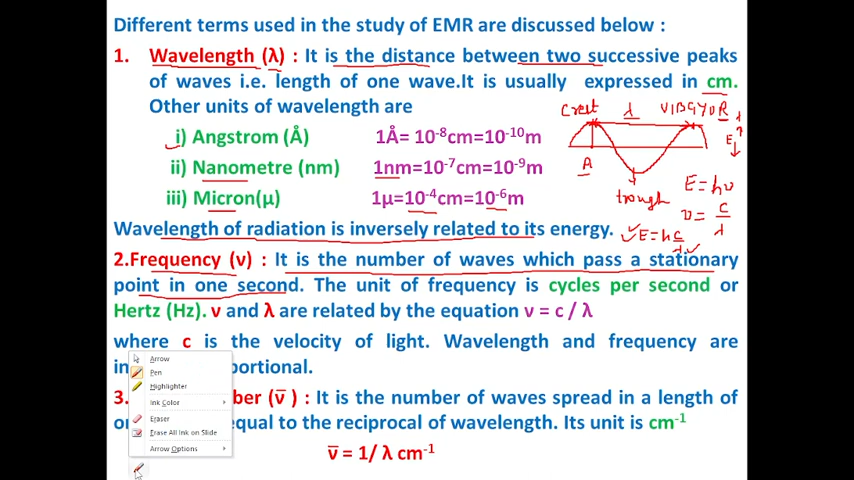 Different terms used in the study of EMR are discussed below :
1. Wavelength (λ) : It is the distance between two successive peaks
of waves i.e. length of one wave.It is usually expressed in cm.
Other units of wavelength are
Crest λ VIBGYOR λ
i) Angstrom (Å) 1Å= 10⁻⁸cm=10⁻¹⁰m
E
ii) Nanometre (nm) 1nm=10⁻⁷cm=10⁻⁹m
A
E=hν
iii) Micron(μ) 1μ=10⁻⁴cm=10⁻⁶m
trough
ν= c/λ
Wavelength of radiation is inversely related to its energy.
E=hc/λ
2.Frequency (ν) : It is the number of waves which pass a stationary
point in one second. The unit of frequency is cycles per second or
Hertz (Hz). ν and λ are related by the equation ν = c / λ
where c is the velocity of light. Wavelength and frequency are
in portional.
3. ber (ν̅ ) : It is the number of waves spread in a length of
on equal to the reciprocal of wavelength. Its unit is cm⁻¹
ν̅ = 1/ λ cm⁻¹
Arrow
Pen
Highlighter
Ink Color
Eraser
Erase All Ink on Slide
Arrow Options